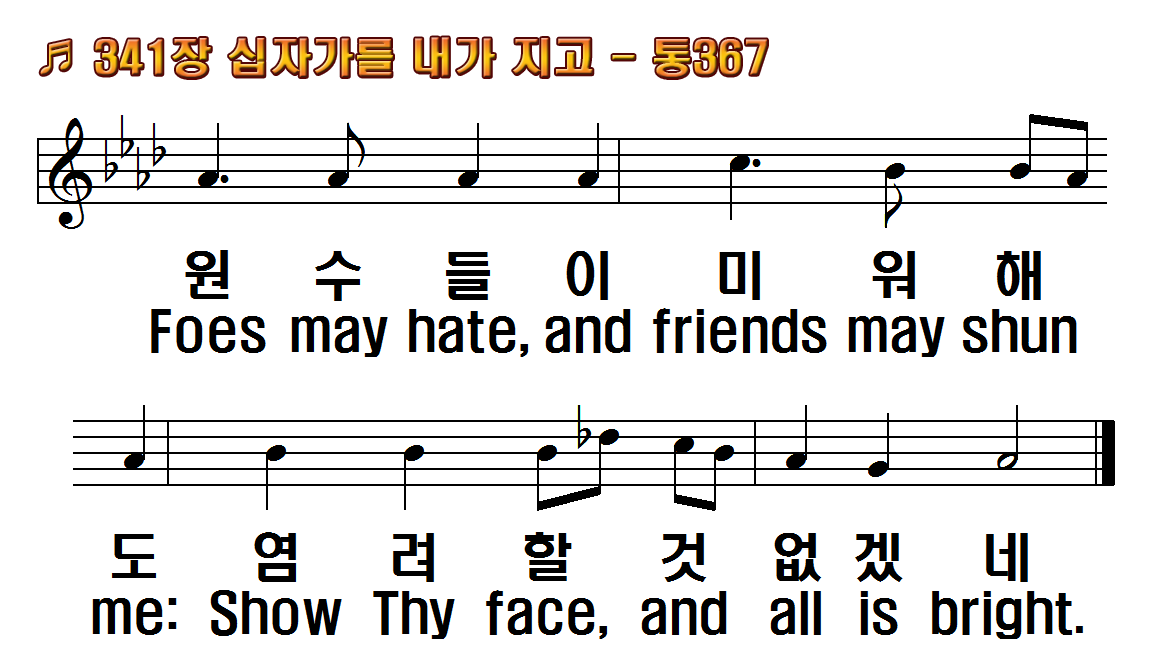 ♬ 341장 십자가를 내가 지고 - 통367
원 수 들 이 미 워 해
Foes may hate, and friends may shun
도 염 려 할 것 없 겠 네
me: Show Thy face, and all is bright.